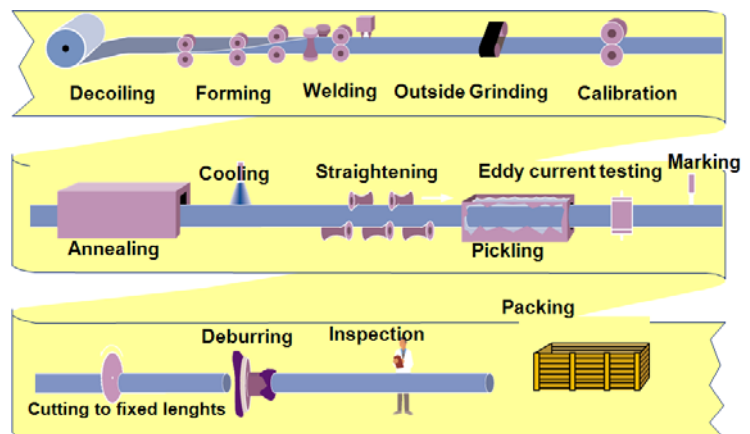 Decoiling
Forming
Welding
Outside Grinding
Calibration
Cooling
Straightening
Eddy current testing
Marking
Annealing
Pickling
Packing
Deburring
Inspection
Cutting to fixed lenghts